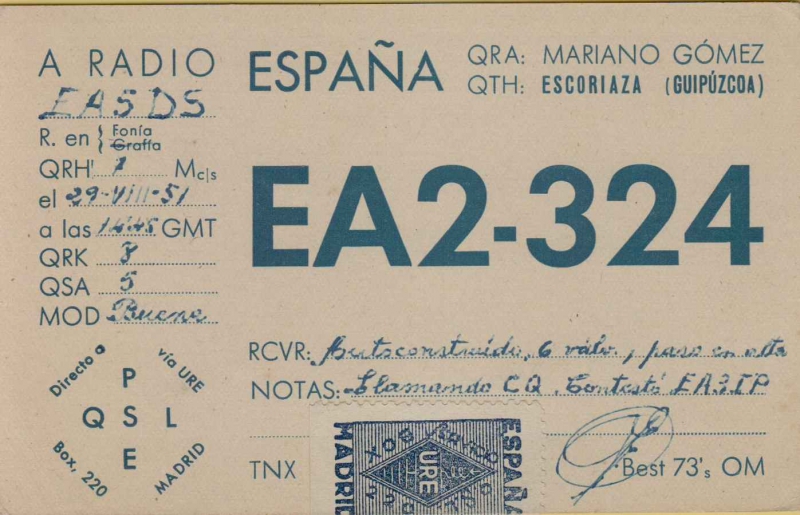 A RADIO
EA5DS
R. en { Fonía
Grafía
QRH' 7 Mc|s
el 29-VIII-51
a las 14:45 GMT
QRK 8
QSA 5
MOD Buena
Directo a
vía URE
P
Q S L
E
Box, 220
MADRID
ESPAÑA
QRA: MARIANO GÓMEZ
QTH: ESCORIAZA (GUIPÚZCOA)
EA2-324
RCVR: Autoconstruído, 6 válv, paso en alta
NOTAS: Llamando CQ. Contestó EA3IP
TNX
Best 73's OM
MADRID
ESPAÑA
URE
BOX